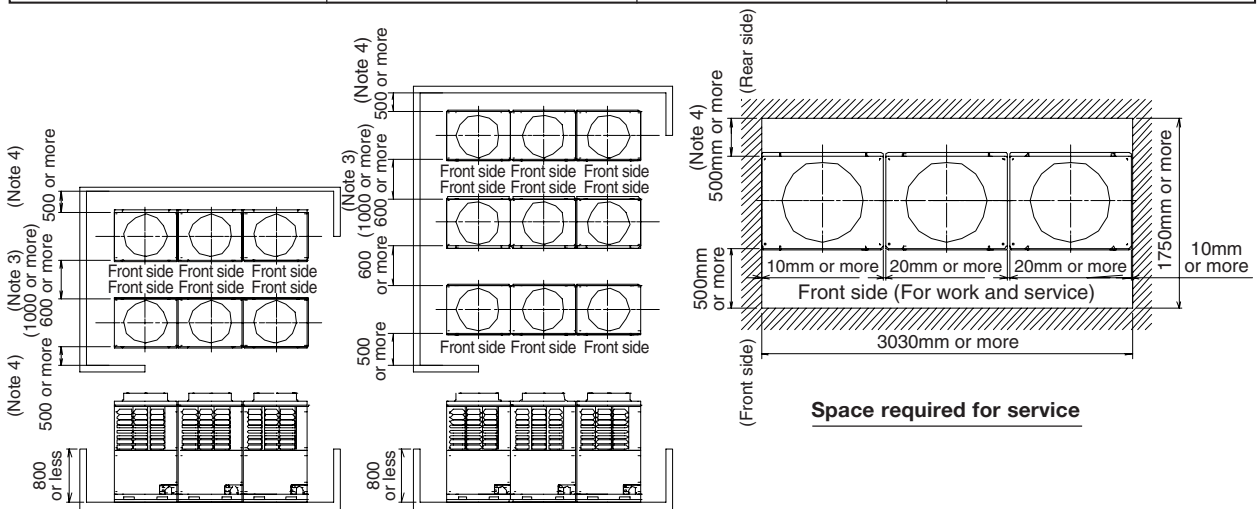 (Note 4)
500 or more
(Note 3)
(1000 or more)
600 or more
(Note 4)
500 or more
Front side Front side Front side
Front side Front side Front side
800
or less
(Note 4)
500 or more
(Note 3)
(1000 or more)
600 or more
600
or more
500
or more
Front side Front side Front side
Front side Front side Front side
Front side Front side Front side
800
or less
(Rear side)
(Note 4)
500mm or more
500mm
or more
(Front side)
10mm or more
20mm or more
20mm or more
10mm
or more
1750mm or more
Front side (For work and service)
3030mm or more
Space required for service